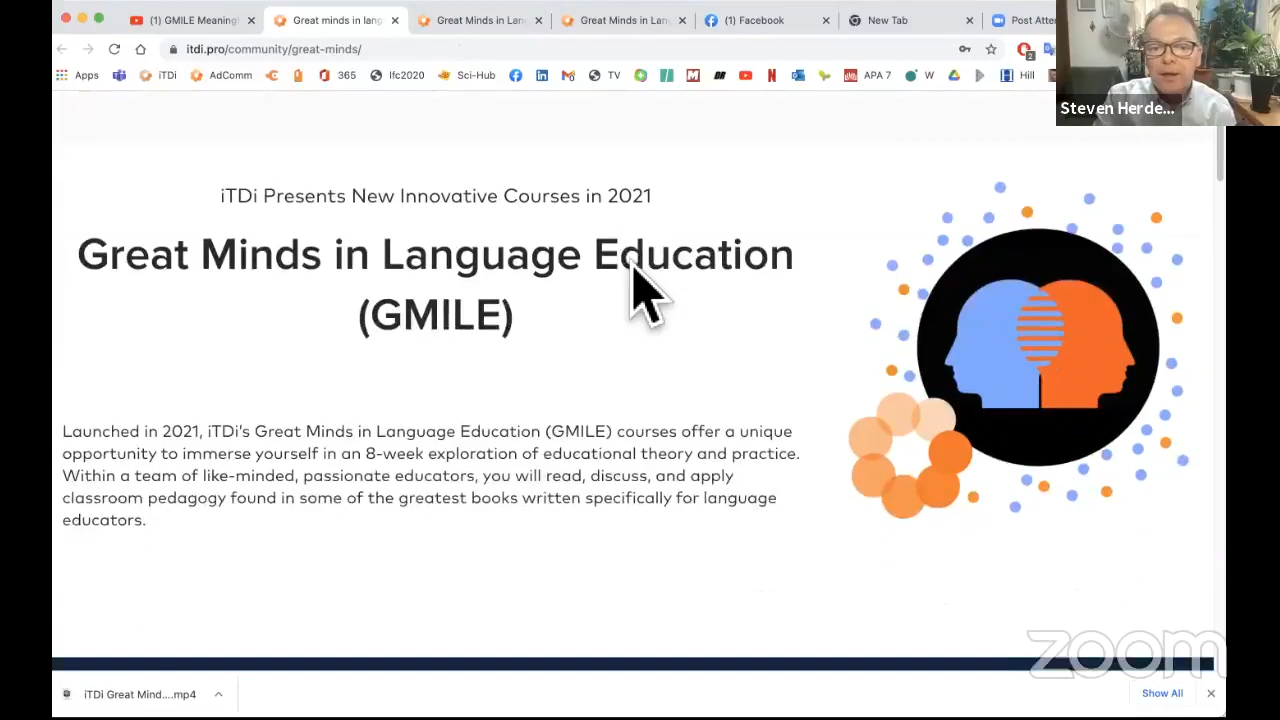 (1) GMILE Meaning
Great minds in lang
Great Minds in Lan
Great Minds in Lan
(1) Facebook
New Tab
Post Atte
itdi.pro/community/great-minds/
2
Apps
iTDi
AdComm
365
lfc2020
Sci-Hub
TV
APA 7
W
Hill
Steven Herde...
iTDi Presents New Innovative Courses in 2021
Great Minds in Language Education
(GMILE)
Launched in 2021, iTDi's Great Minds in Language Education (GMILE) courses offer a unique
opportunity to immerse yourself in an 8-week exploration of educational theory and practice.
Within a team of like-minded, passionate educators, you will read, discuss, and apply
classroom pedagogy found in some of the greatest books written specifically for language
educators.
zoom
iTDi Great Mind....mp4
Show All